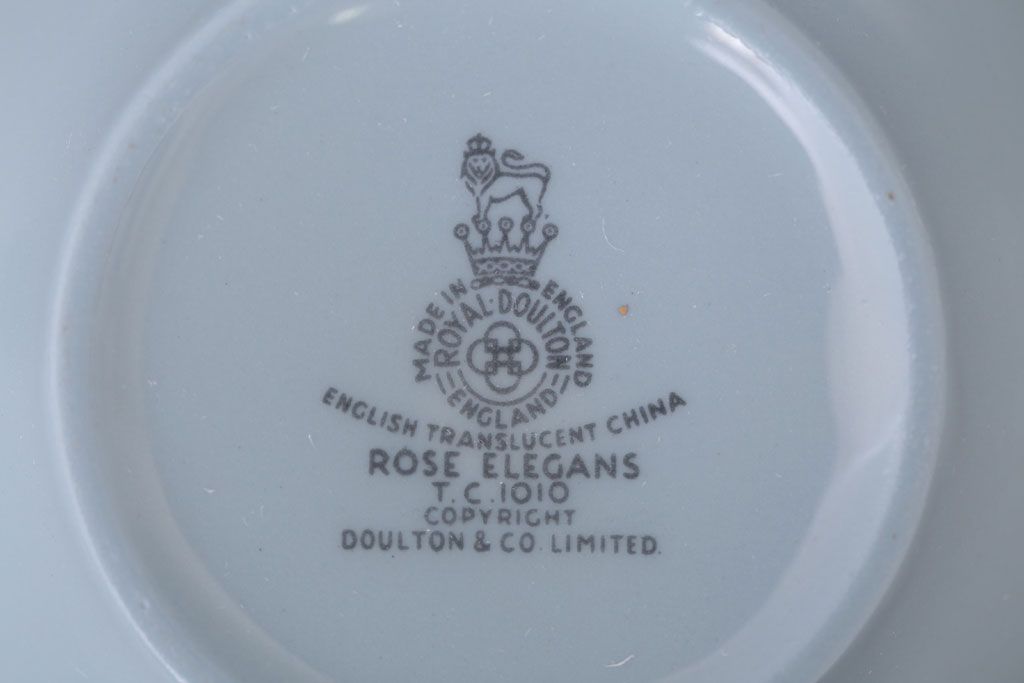 MADE IN ENGLAND
ROYAL·DOULTON
ENGLAND
ENGLISH TRANSLUCENT CHINA
ROSE ELEGANS
T.C.1010
COPYRIGHT
DOULTON & CO. LIMITED.